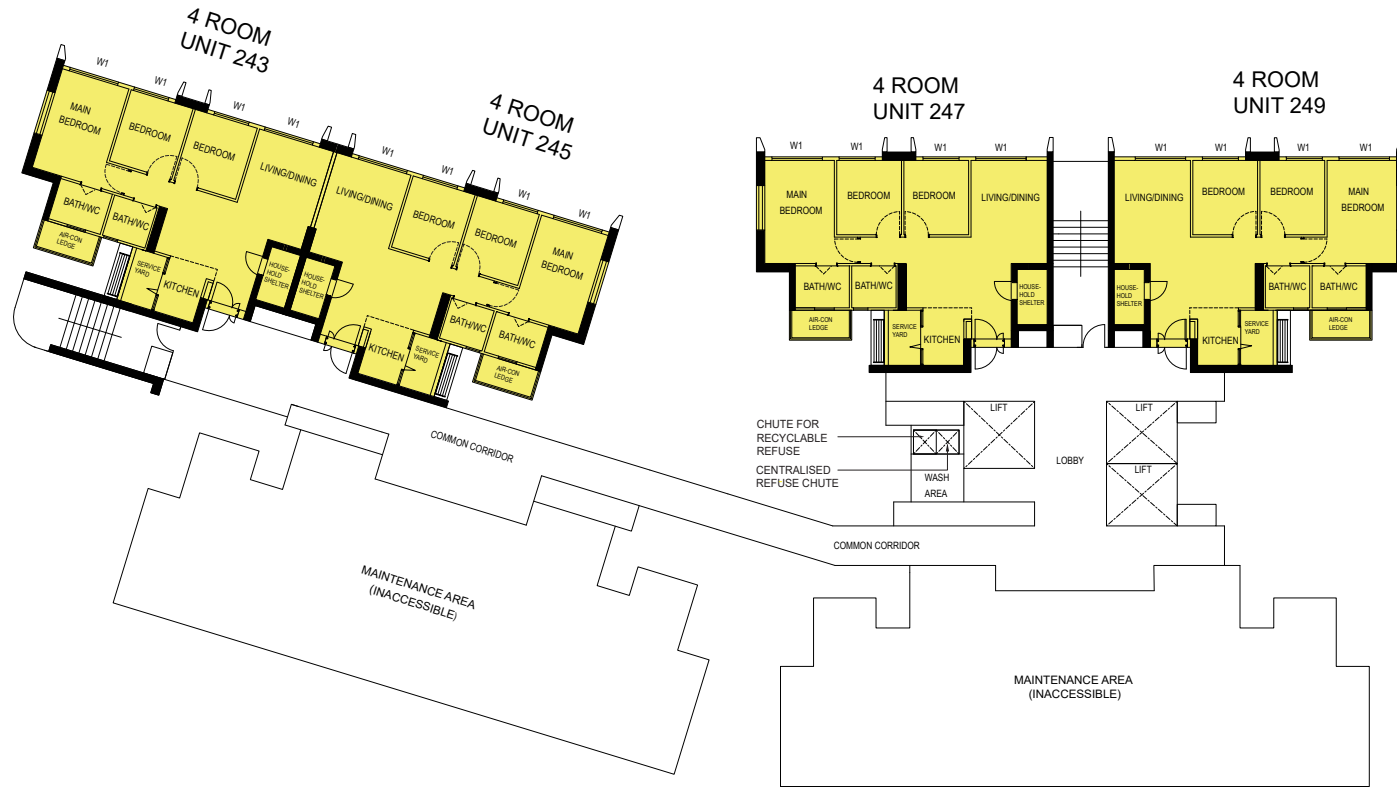 4 ROOM
UNIT 243
W1
W1
W1
W1
MAIN
BEDROOM
BEDROOM
BEDROOM
LIVING/DINING
BATH/WC
BATH/WC
AIR-CON
LEDGE
SERVICE
YARD
KITCHEN
HOUSE-
HOLD
SHELTER
4 ROOM
UNIT 245
W1
W1
W1
W1
LIVING/DINING
BEDROOM
BEDROOM
MAIN
BEDROOM
HOUSE-
HOLD
SHELTER
BATH/WC
BATH/WC
KITCHEN
SERVICE
YARD
AIR-CON
LEDGE
4 ROOM
UNIT 247
W1
W1
W1
W1
MAIN
BEDROOM
BEDROOM
BEDROOM
LIVING/DINING
BATH/WC
BATH/WC
HOUSE-
HOLD
SHELTER
AIR-CON
LEDGE
SERVICE
YARD
KITCHEN
4 ROOM
UNIT 249
W1
W1
W1
W1
LIVING/DINING
BEDROOM
BEDROOM
MAIN
BEDROOM
HOUSE-
HOLD
SHELTER
BATH/WC
BATH/WC
KITCHEN
SERVICE
YARD
AIR-CON
LEDGE
LIFT
LIFT
LIFT
LOBBY
CHUTE FOR
RECYCLABLE
REFUSE
CENTRALISED
REFUSE CHUTE
WASH
AREA
COMMON CORRIDOR
COMMON CORRIDOR
MAINTENANCE AREA
(INACCESSIBLE)
MAINTENANCE AREA
(INACCESSIBLE)